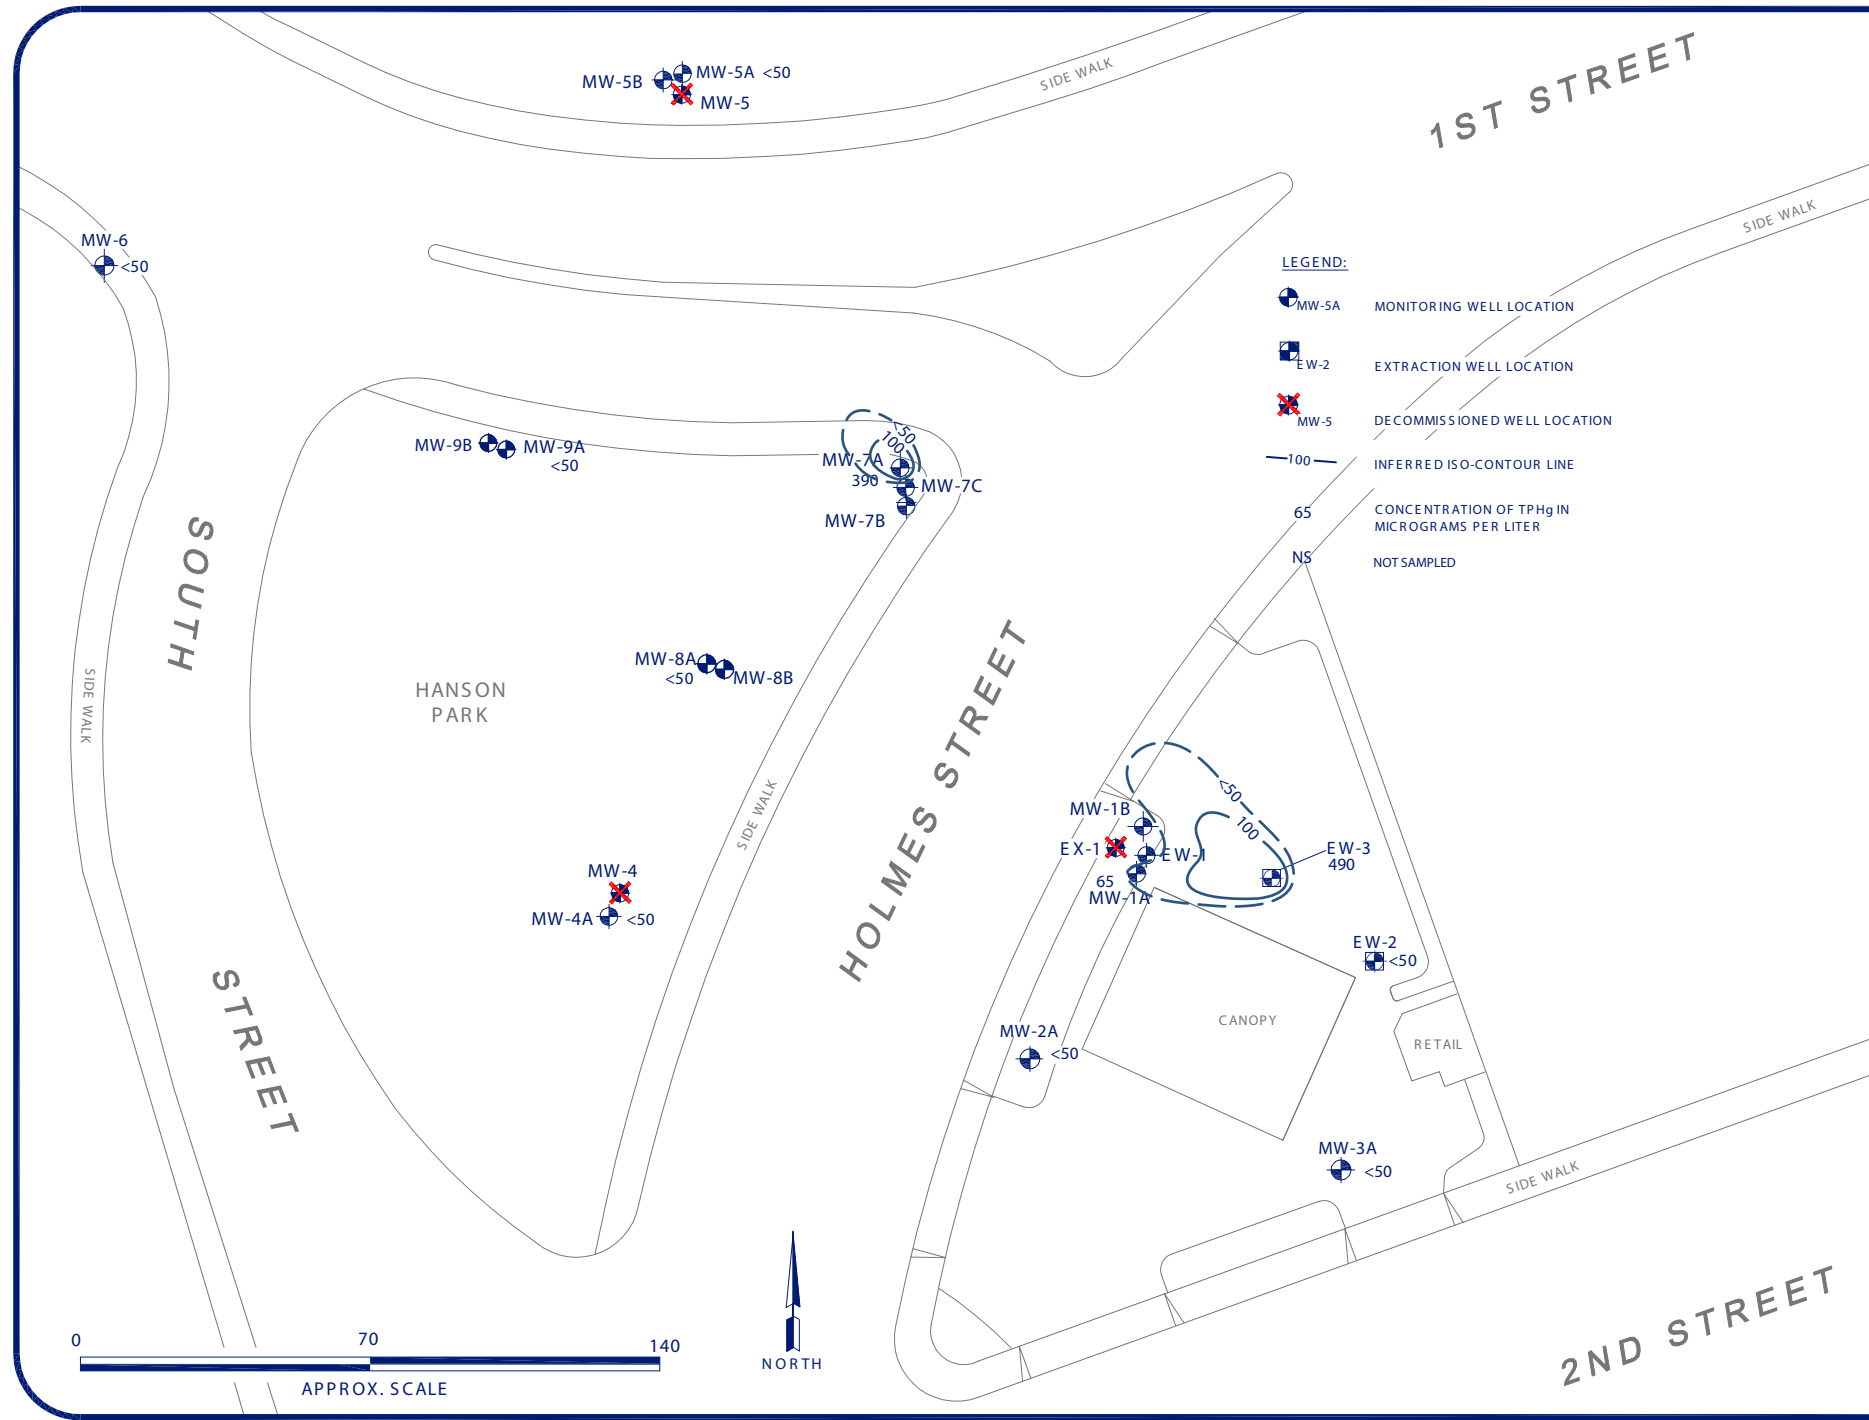 MW-5B
MW-5A <50
MW-5
SIDE WALK
1ST STREET
SIDE WALK
MW-6
<50
LEGEND:
MW-5A MONITORING WELL LOCATION
EW-2 EXTRACTION WELL LOCATION
MW-5 DECOMMISSIONED WELL LOCATION
100 INFERRED ISO-CONTOUR LINE
65 CONCENTRATION OF TPHg IN
MICROGRAMS PER LITER
NS NOT SAMPLED
MW-9B
MW-9A
<50
<50
100
MW-7A
390
MW-7C
MW-7B
SOUTH
SIDE WALK
HANSON
PARK
MW-8A
<50
MW-8B
HOLMES STREET
SIDE WALK
<50
100
MW-1B
EX-1
EW-1
65
MW-1A
EW-3
490
MW-4
MW-4A
<50
EW-2
<50
STREET
CANOPY
RETAIL
MW-2A
<50
MW-3A
<50
SIDE WALK
2ND STREET
0 70 140
APPROX. SCALE
NORTH